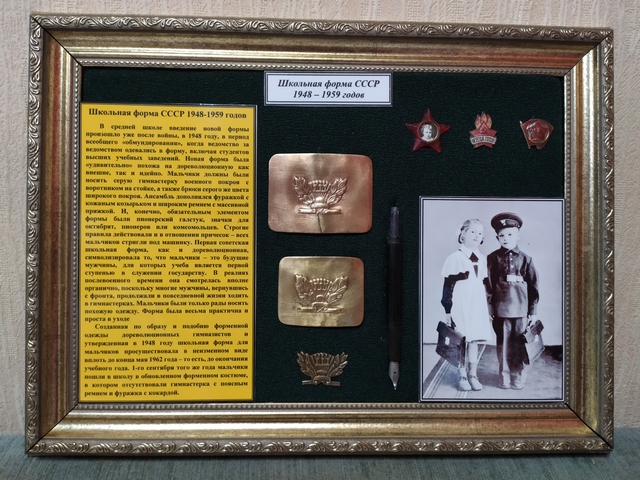 Школьная форма СССР
1948 – 1959 годов
Школьная форма СССР 1948-1959 годов
В средней школе введение новой формы
произошло уже после войны, в 1948 году, в период
всеобщего «обмундирования», когда ведомство за
ведомством одевались в форму, включая студентов
высших учебных заведений. Новая форма была
«удивительно» похожа на дореволюционную как
внешне, так и идейно. Мальчики должны были
носить серую гимнастерку военного покроя с
воротником на стойке, а также брюки серого же цвета
широкого покроя. Ансамбль дополнялся фуражкой с
кожаным козырьком и широким ремнем с массивной
пряжкой. И, конечно, обязательным элементом
формы были пионерский галстук, значки для
октябрят, пионеров или комсомольцев. Строгие
правила действовали и в отношении причесок – всех
мальчиков стригли под машинку. Первая советская
школьная форма, как и дореволюционная,
символизировала то, что мальчики – это будущие
мужчины, для которых учеба является первой
ступенью в служении государству. В реалиях
послевоенного времени она смотрелась вполне
органично, поскольку многие мужчины, вернувшись
с фронта, продолжали в повседневной жизни ходить
в гимнастерках. Мальчики были только рады носить
похожую одежду. Форма была весьма практична и
проста в уходе
Созданная по образу и подобию форменной
одежды дореволюционных гимназистов и
утвержденная в 1948 году школьная форма для
мальчиков просуществовала в неизменном виде
вплоть до конца мая 1962 года – то есть, до окончания
учебного года. 1-го сентября того же года мальчики
пошли в школу в обновленном форменном костюме,
в котором отсутствовали гимнастерка с поясным
ремнем и фуражка с кокардой.